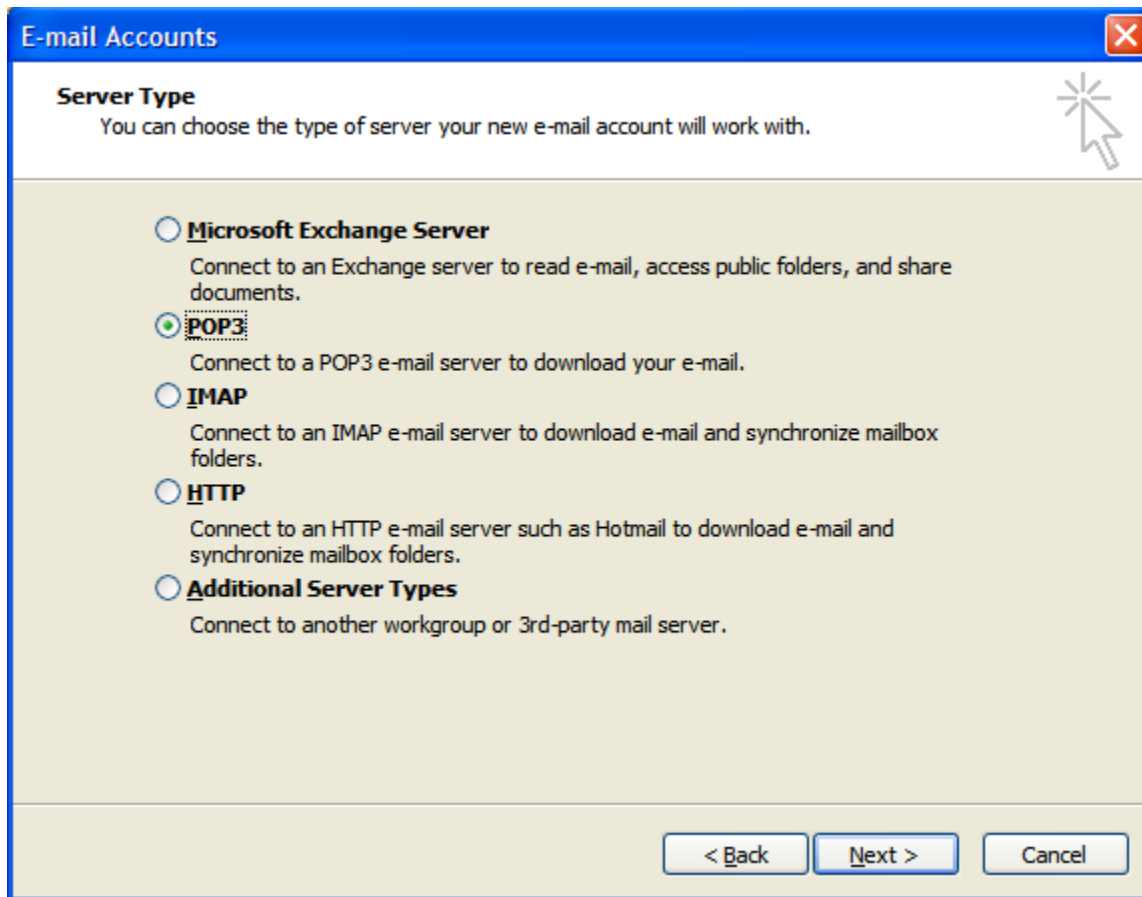 E-mail Accounts
Server Type
You can choose the type of server your new e-mail account will work with.
Microsoft Exchange Server
Connect to an Exchange server to read e-mail, access public folders, and share
documents.
POP3
Connect to a POP3 e-mail server to download your e-mail.
IMAP
Connect to an IMAP e-mail server to download e-mail and synchronize mailbox
folders.
HTTP
Connect to an HTTP e-mail server such as Hotmail to download e-mail and
synchronize mailbox folders.
Additional Server Types
Connect to another workgroup or 3rd-party mail server.
< Back Next > Cancel